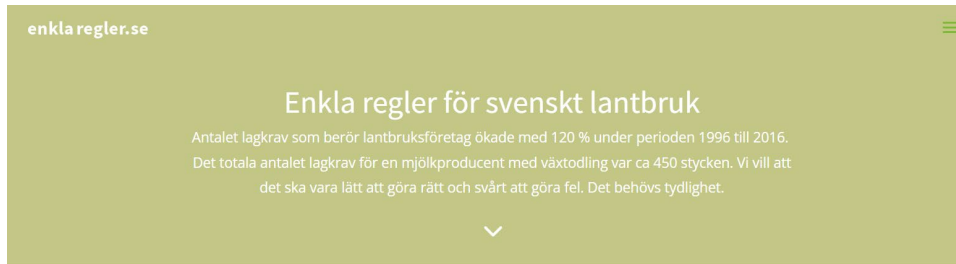 enkla regler.se
Enkla regler för svenskt lantbruk
Antalet lagkrav som berör lantbruksföretag ökade med 120 % under perioden 1996 till 2016.
Det totala antalet lagkrav för en mjölkproducent med växtodling var ca 450 stycken. Vi vill att
det ska vara lätt att göra rätt och svårt att göra fel. Det behövs tydlighet.